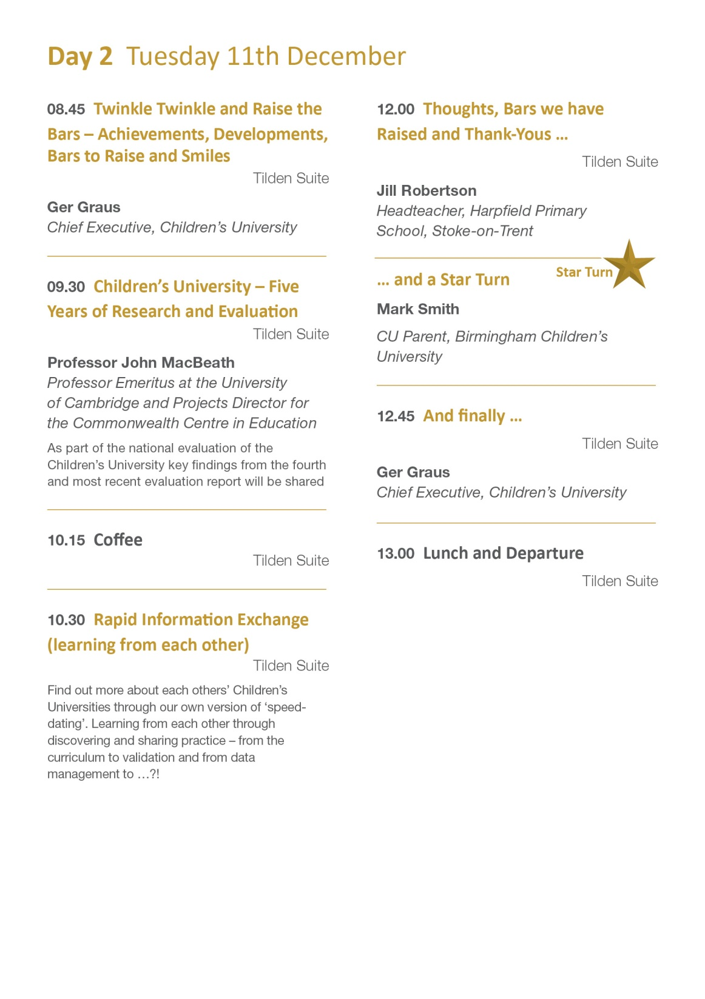 Day 2 Tuesday 11th December
08.45 Twinkle Twinkle and Raise the
Bars – Achievements, Developments,
Bars to Raise and Smiles
Tilden Suite
Ger Graus
Chief Executive, Children’s University
09.30 Children’s University – Five
Years of Research and Evaluation
Tilden Suite
Professor John MacBeath
Professor Emeritus at the University
of Cambridge and Projects Director for
the Commonwealth Centre in Education
As part of the national evaluation of the
Children’s University key findings from the fourth
and most recent evaluation report will be shared
10.15 Coffee
Tilden Suite
10.30 Rapid Information Exchange
(learning from each other)
Tilden Suite
Find out more about each others’ Children’s
Universities through our own version of ‘speed-
dating’. Learning from each other through
discovering and sharing practice – from the
curriculum to validation and from data
management to …?!
12.00 Thoughts, Bars we have
Raised and Thank-Yous ...
Tilden Suite
Jill Robertson
Headteacher, Harpfield Primary
School, Stoke-on-Trent
Star Turn
... and a Star Turn
Mark Smith
CU Parent, Birmingham Children’s
University
12.45 And finally ...
Tilden Suite
Ger Graus
Chief Executive, Children’s University
13.00 Lunch and Departure
Tilden Suite